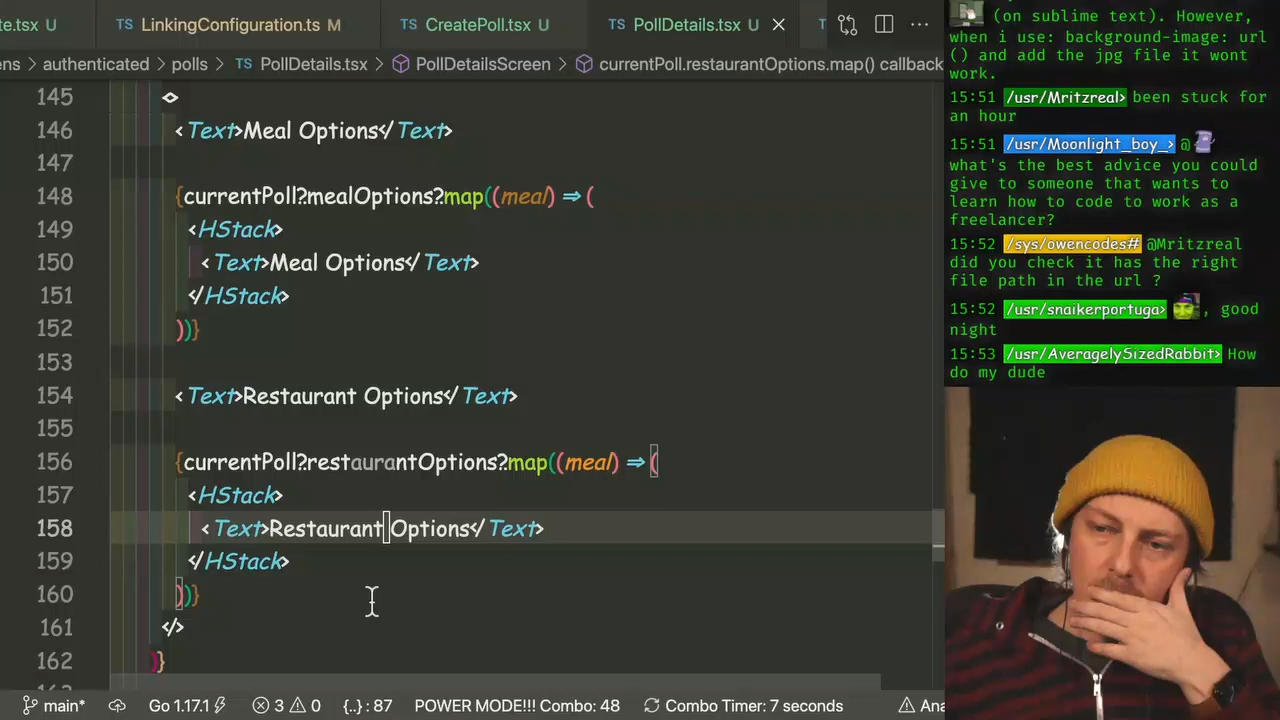 te.tsx U
TS LinkingConfiguration.ts M
TS CreatePoll.tsx U
TS PollDetails.tsx U
ens > authenticated > polls > TS PollDetails.tsx > PollDetailsScreen > currentPoll.restaurantOptions.map() callback
145 <>
146 <Text>Meal Options</Text>
147
148 {currentPoll?mealOptions?map((meal) => (
149 <HStack>
150 <Text>Meal Options</Text>
151 </HStack>
152 ))}
153
154 <Text>Restaurant Options</Text>
155
156 {currentPoll?restaurantOptions?map((meal) => (
157 <HStack>
158 <Text>Restaurant Options</Text>
159 </HStack>
160 ))}
161 </>
162 )}
main* Go 1.17.1 3 0 {..} : 87 POWER MODE!!! Combo: 48 Combo Timer: 7 seconds Ana
(on sublime text). However,
when i use: background-image: url
() and add the jpg file it wont
work.
15:51 /usr/Mritzreal> been stuck for
an hour
15:51 /usr/Moonlight_boy_> @
what's the best advice you could
give to someone that wants to
learn how to code to work as a
freelancer?
15:52 /sys/owencodes# @Mritzreal
did you check it has the right
file path in the url ?
15:52 /usr/snaikerportuga> , good
night
15:53 /usr/AveragelySizedRabbit> How
do my dude